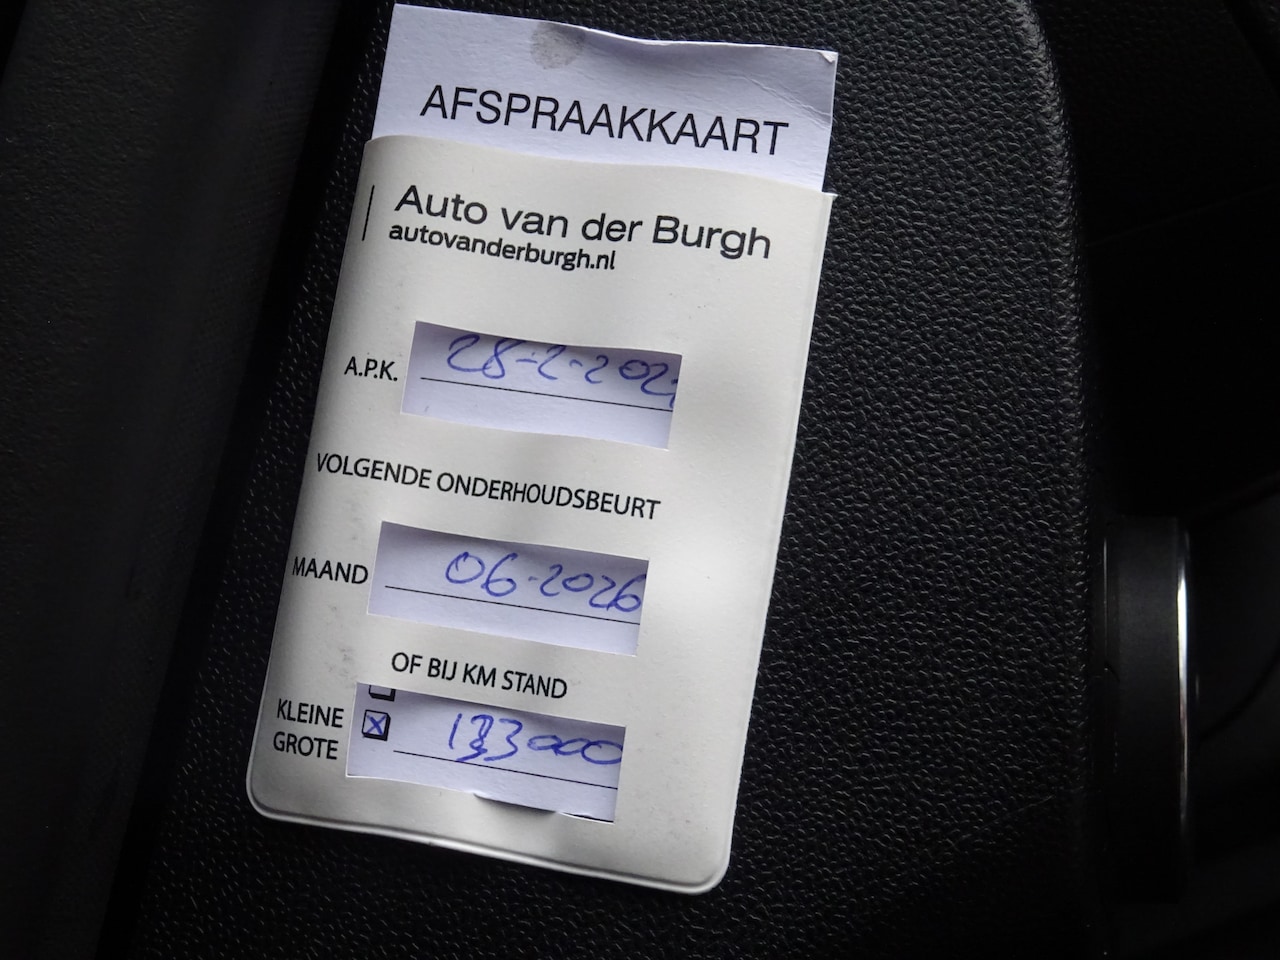 AFSPRAAKKAART
Auto van der Burgh
autovanderburgh.nl
A.P.K.
VOLGENDE ONDERHOUDSBEURT
MAAND 06-2026
OF BIJ KM STAND
KLEINE
GROTE 133000